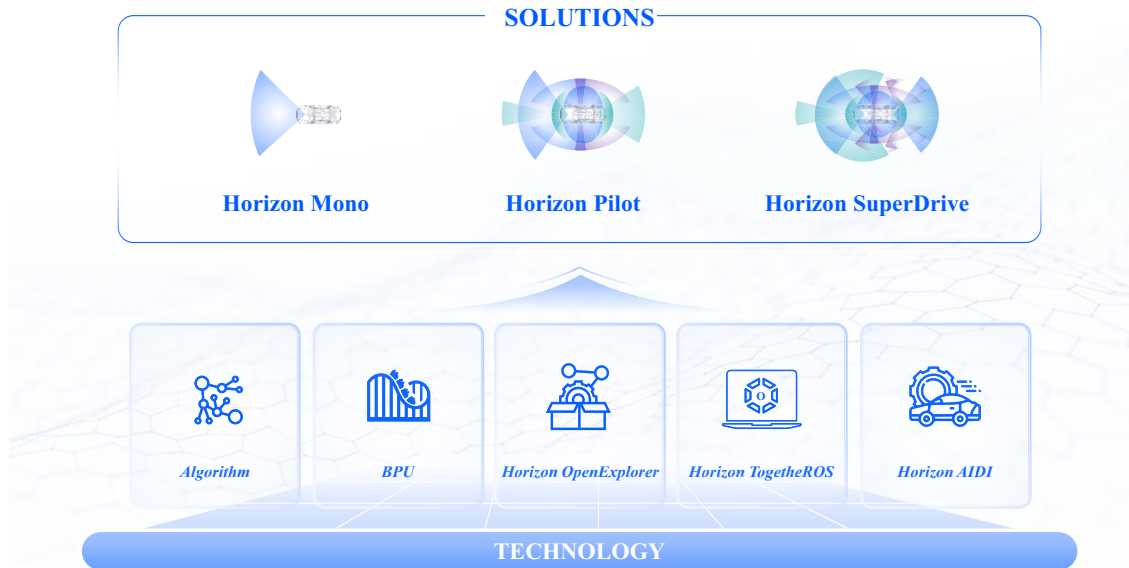 SOLUTIONS
Horizon Mono
Horizon Pilot
Horizon SuperDrive
Algorithm
BPU
Horizon OpenExplorer
O
Horizon TogetheROS
Horizon AIDI
TECHNOLOGY